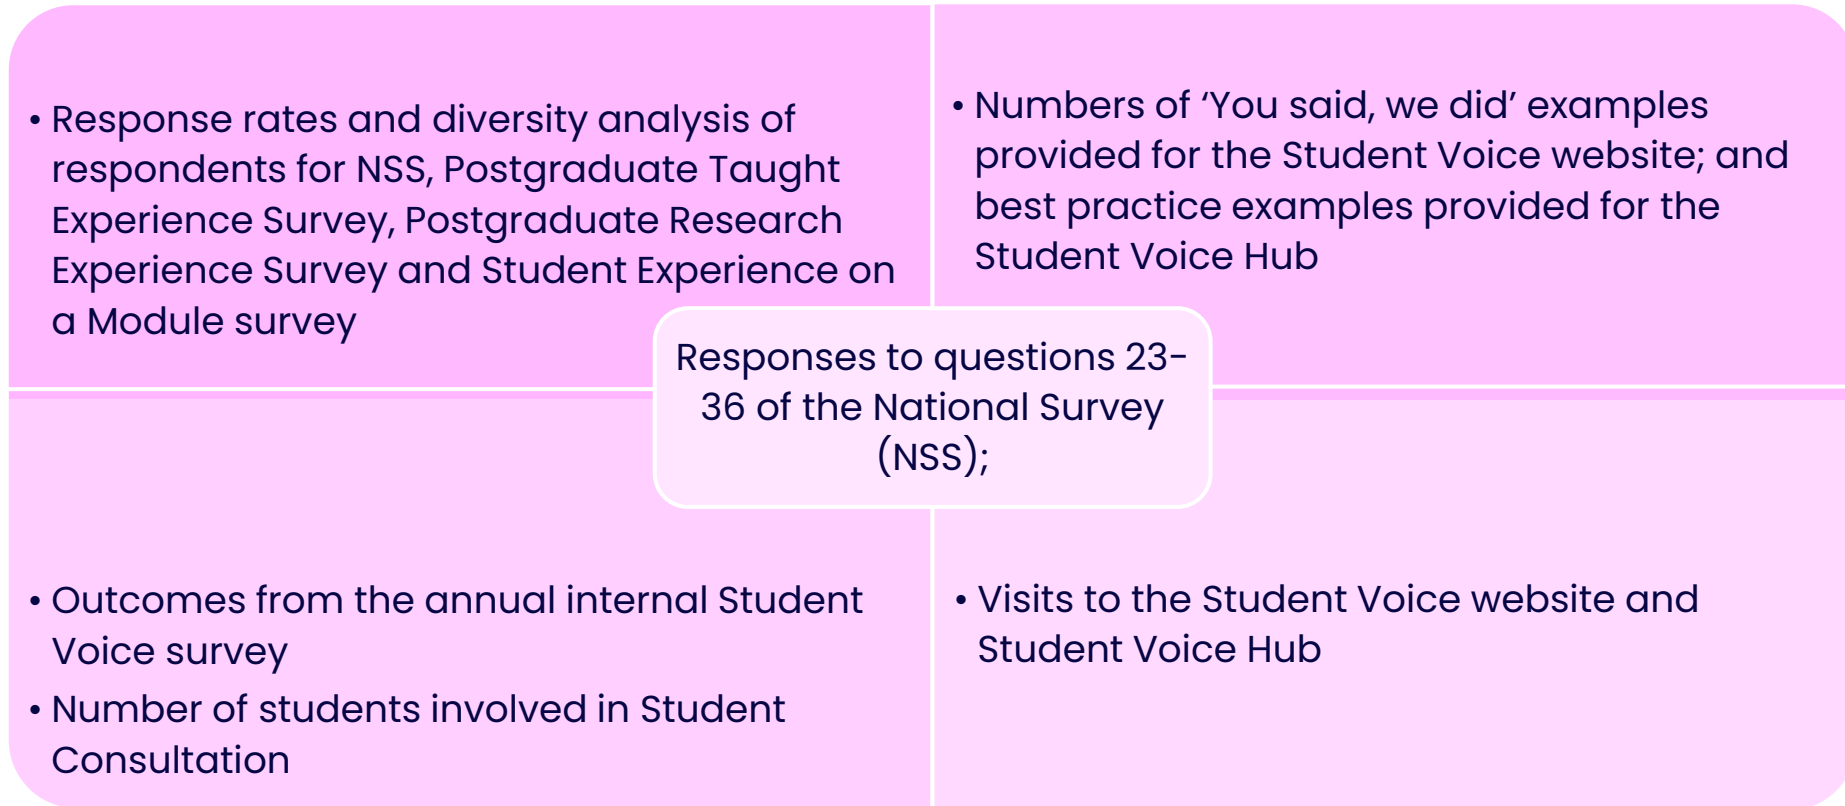 • Response rates and diversity analysis of
respondents for NSS, Postgraduate Taught
Experience Survey, Postgraduate Research
Experience Survey and Student Experience on
a Module survey
• Numbers of ‘You said, we did’ examples
provided for the Student Voice website; and
best practice examples provided for the
Student Voice Hub
Responses to questions 23-
36 of the National Survey
(NSS);
• Outcomes from the annual internal Student
Voice survey
• Number of students involved in Student
Consultation
• Visits to the Student Voice website and
Student Voice Hub